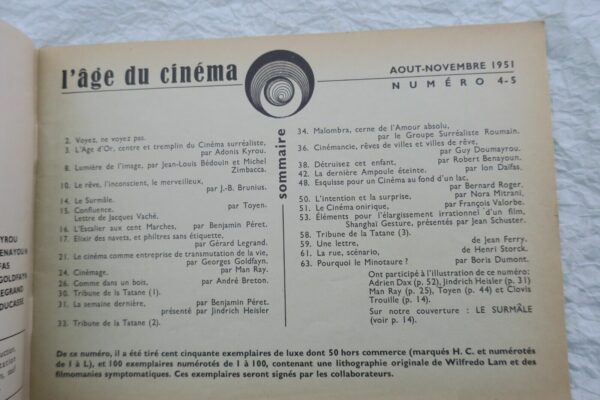 l'âge du cinéma
AOUT-NOVEMBRE 1951
NUMÉRO 4-5
sommaire
2. Voyez, ne voyez pas.
3. L'Age d'Or, centre et tremplin du Cinéma surréaliste,
par Adonis Kyrou.
8. Lumière de l'image, par Jean-Louis Bédouin et Michel
Zimbacca.
10. Le rêve, l'inconscient, le merveilleux,
par J.-B. Brunius.
14. Le Surmâle.
15. Confluence, par Toyen.
Lettre de Jacques Vaché.
16. L'Estalier aux cent Marches, par Benjamin Péret.
17. Elixir des navets, et philtres sans étiquette,
par Gérard Legrand.
21. Le cinéma comme entreprise de transmutation de la vie,
par Georges Goldfayn.
24. Cinémage, par Man Ray.
26. Comme dans un bois, par André Breton.
30. Tribune de la Tatane (1)
31. La semaine dernière, par Benjamin Péret.
présenté par Jindrich Heisler
33. Tribune de la Tatane (2)
34. Malombra, cerne de l'Amour absolu,
par le Groupe Surréaliste Roumain.
36. Cinémancie, rêves de villes et villes de rêve,
par Guy Doumayrou.
38. Détruisez cet enfant, par Robert Benayoun.
42. La dernière Ampoule éteinte. par Ion Daifas.
48. Esquisse pour un Cinéma au fond d'un lac,
par Bernard Roger.
50. L'intention et la surprise, par Nora Mitrani,
51. Le Cinéma onirique, par François Valorbe.
53. Eléments pour l'élargissement irrationnel d'un film,
Shanghai Gesture, présentés par Jean Schuster.
58. Tribune de la Tatane (3).
59. Une lettre, de Jean Ferry.
61. La rue, scénario, de Henri Storck.
63. Pourquoi le Minotaure ? par Boris Dumont.
Ont participé à l'illustration de ce numéro :
Adrien Dax (p. 52), Jindrich Heisler (p. 31)
Man Ray (p. 25), Toyen (p. 44) et Clovis
Trouille (p. 14).
Sur notre couverture : LE SURMÂLE
(voir p. 14).
De ce numéro, il a été tiré cent cinquante exemplaires de luxe dont 50 hors commerce (marqués H. C. et numérotés
de 1 à L), et 100 exemplaires numérotés de 1 à 100, contenant une lithographie originale de Wilfredo Lam et des
filmomanies symptomatiques. Ces exemplaires seront signés par les collaborateurs.
YROU
ENAYOUN
FAS
GOLDFAYN
LEGRAND
DUCASSE